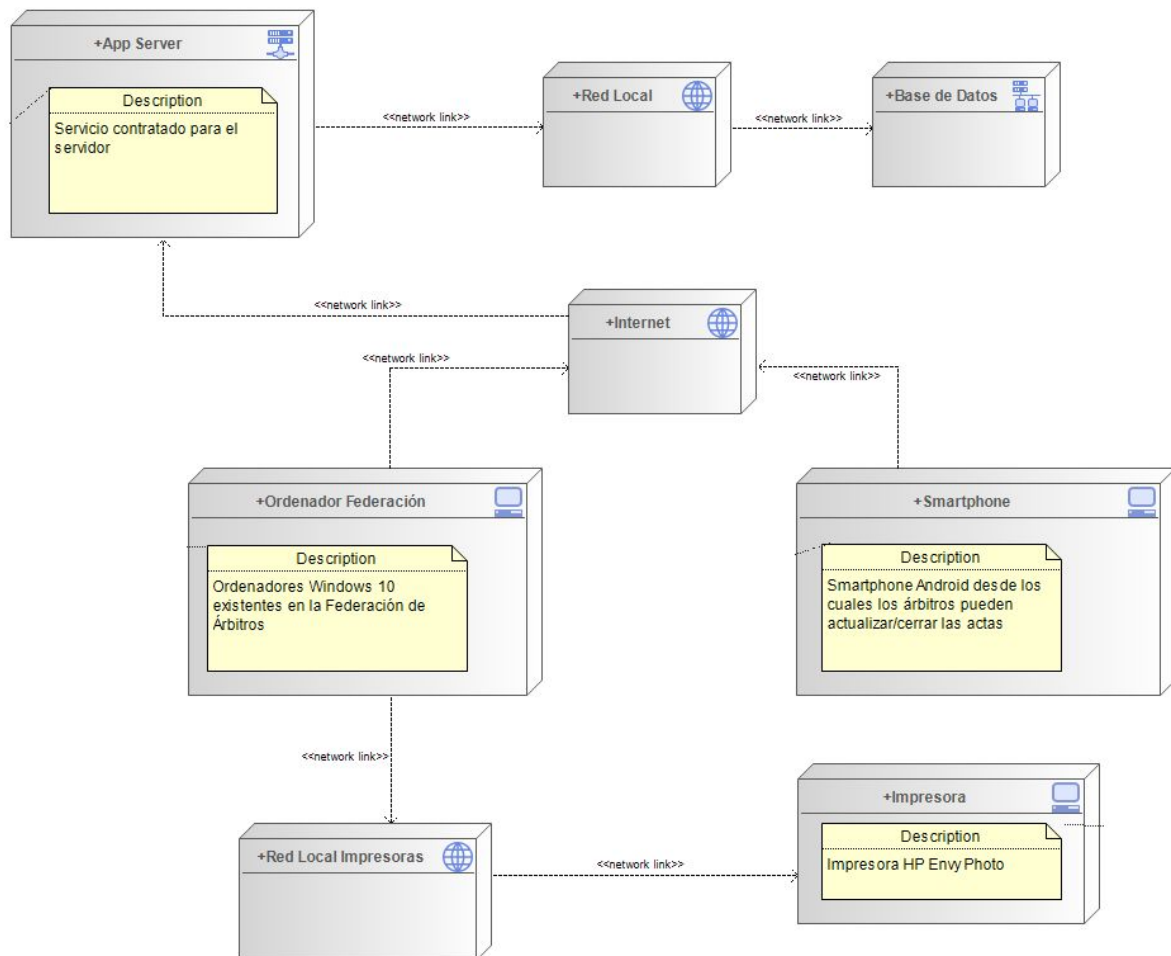 +App Server
Description
Servicio contratado para el
servidor
<<network link>>
+Red Local
<<network link>>
+Base de Datos
<<network link>>
+Internet
<<network link>>
<<network link>>
+Ordenador Federación
Description
Ordenadores Windows 10
existentes en la Federación de
Árbitros
+Smartphone
Description
Smartphone Android desde los
cuales los árbitros pueden
actualizar/cerrar las actas
<<network link>>
+Red Local Impresoras
<<network link>>
+Impresora
Description
Impresora HP Envy Photo